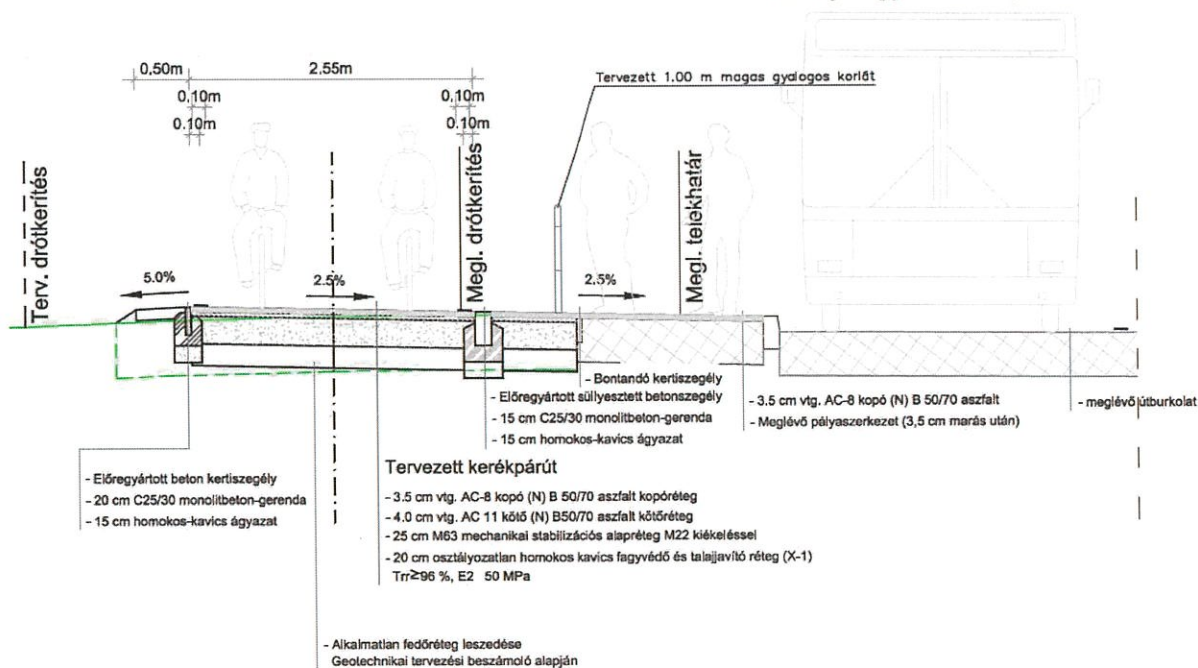 0,50m
2.55m
0,10m
0,10m
0.10m
0.10m
Tervezett 1.00 m magas gyalogos korlát
Terv. drótkerítés
Megl. drótkerítés
Megl. telekhatár
5.0%
2.5%
2.5%
- Bontandó kertiszegély
- Előregyártott süllyesztett betonszegély
- 15 cm C25/30 monolitbeton-gerenda
- 15 cm homokos-kavics ágyazat
- 3.5 cm vtg. AC-8 kopó (N) B 50/70 aszfalt
- Meglévő pályaszerkezet (3,5 cm marás után)
- meglévő útburkolat
- Előregyártott beton kertiszegély
- 20 cm C25/30 monolitbeton-gerenda
- 15 cm homokos-kavics ágyazat
Tervezett kerékpárút
- 3.5 cm vtg. AC-8 kopó (N) B 50/70 aszfalt kopóréteg
- 4.0 cm vtg. AC 11 kötő (N) B50/70 aszfalt kötőréteg
- 25 cm M63 mechanikai stabilizációs alapréteg M22 kiékeléssel
- 20 cm osztályozatlan homokos kavics fagyvédő és talajjavító réteg (X-1)
Trr≥96 %, E2 50 MPa
- Alkalmatlan fedőréteg leszedése
Geotechnikai tervezési beszámoló alapján